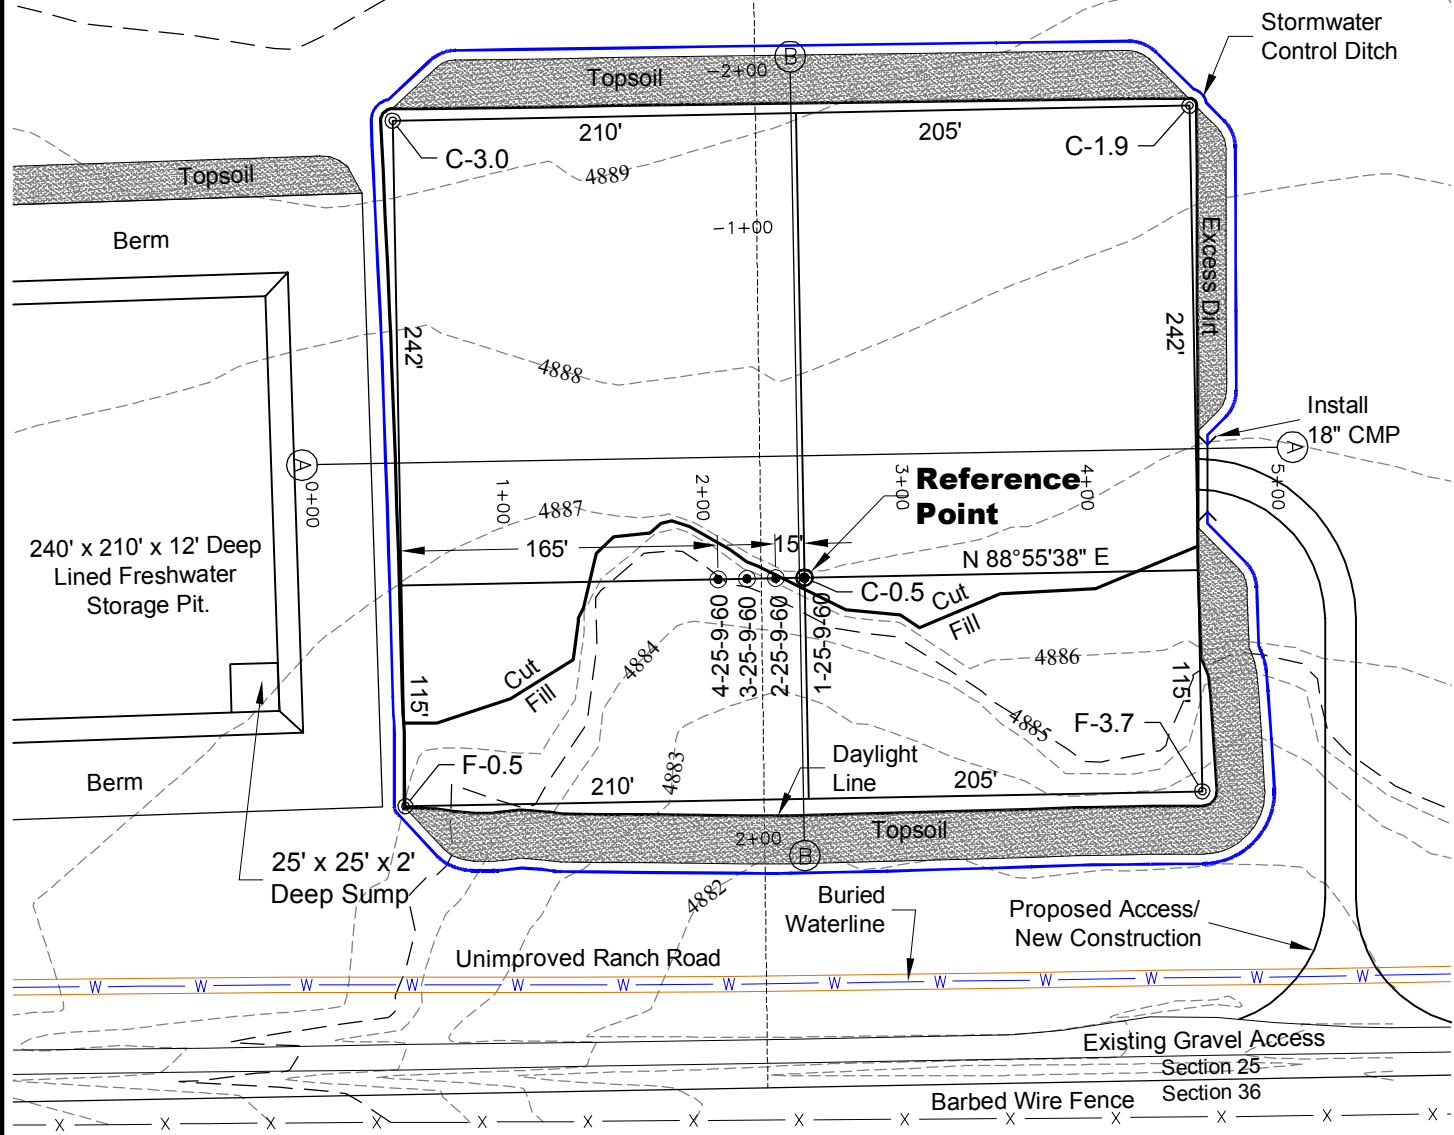 Stormwater
Control Ditch
B
Topsoil
-2+00
210'
205'
C-3.0
C-1.9
4889
Topsoil
Berm
-1+00
Excess Dirt
242'
242'
4888
Install
18" CMP
A
A
0+00
1+00
2+00
3+00
4+00
5+00
Reference
Point
4887
165'
15'
N 88°55'38" E
240' x 210' x 12' Deep
Lined Freshwater
Storage Pit.
C-0.5
Cut
Fill
4-25-9-60
3-25-9-60
2-25-9-60
1-25-9-60
4884
4886
Cut
Fill
115'
115'
4885
F-3.7
F-0.5
4883
Daylight
Line
Berm
210'
205'
2+00
Topsoil
B
25' x 25' x 2'
Deep Sump
4882
Buried
Waterline
Proposed Access/
New Construction
Unimproved Ranch Road
W W W W W W W W W W W W W
Existing Gravel Access
Section 25
Section 36
Barbed Wire Fence
X X X X X X X X X X X X X X